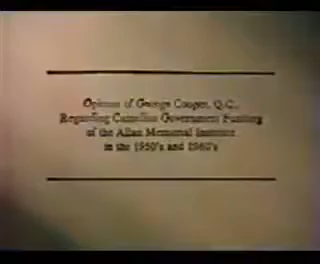 Opinion of George Cooper, Q.C.,
Regarding Canadian Government Funding
of the Allan Memorial Institute
in the 1950's and 1960's